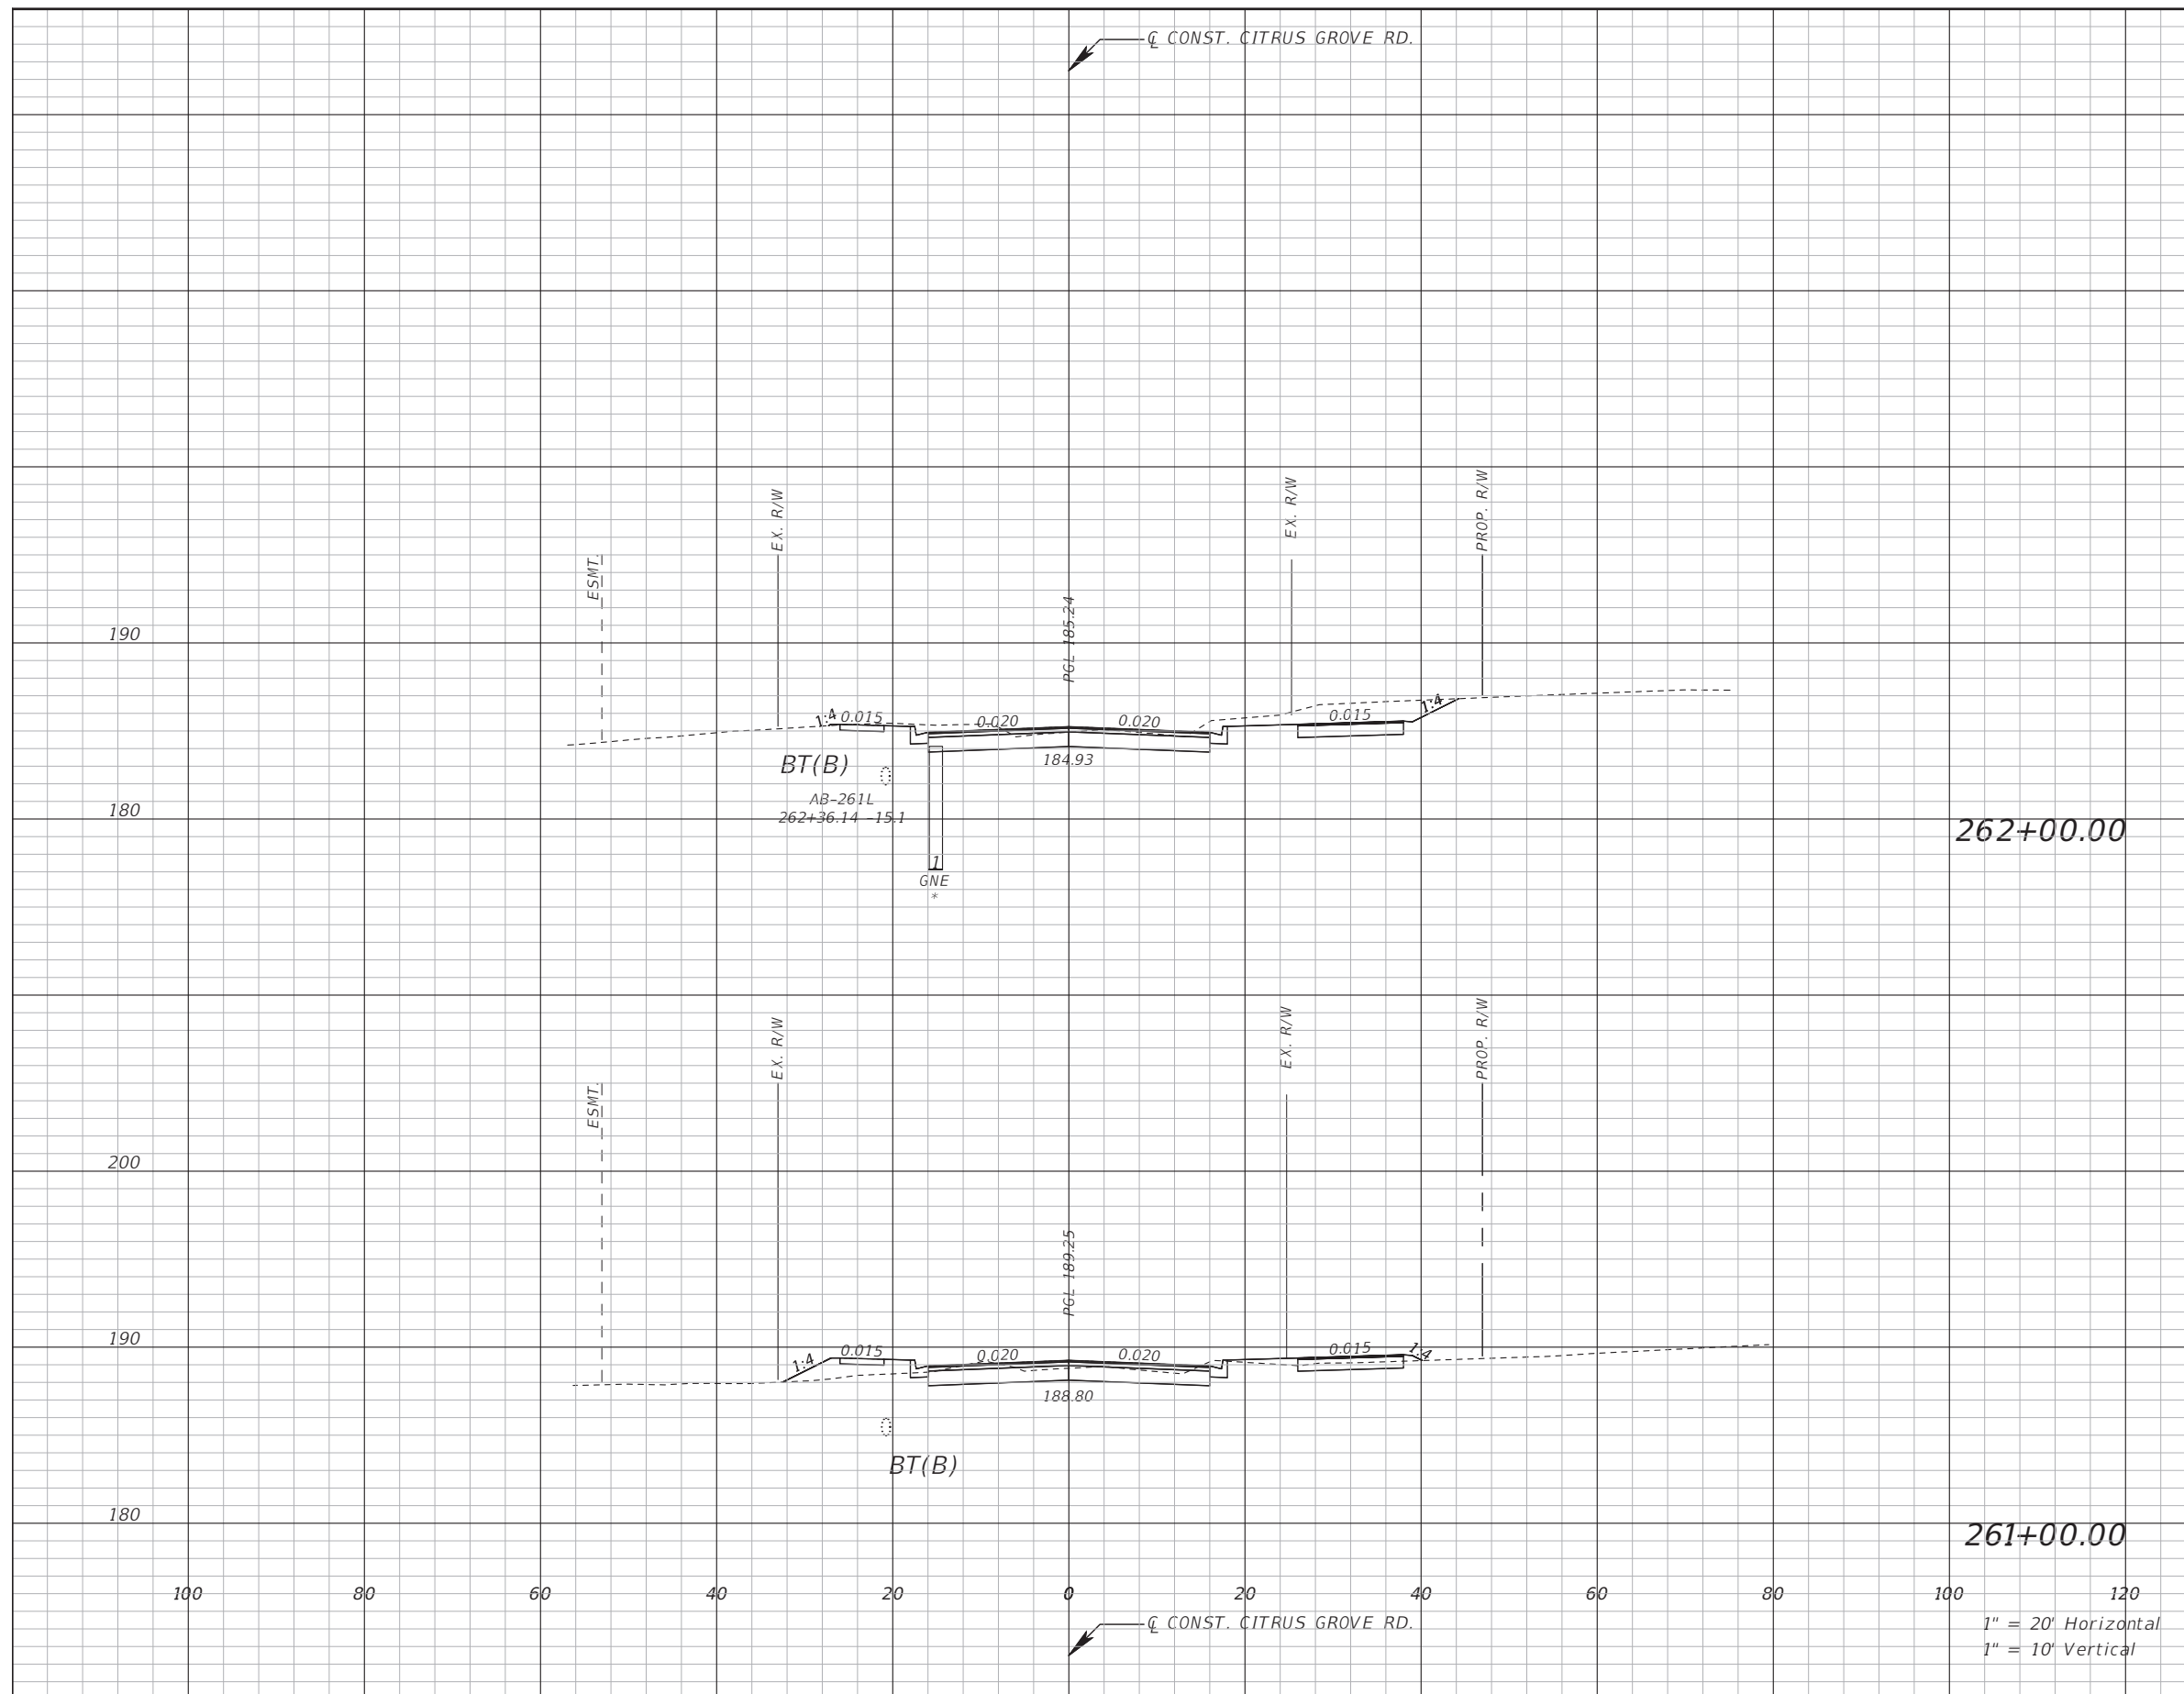 ℄ CONST. CITRUS GROVE RD.
EX. R/W
EX. R/W
PROP. R/W
ESMT.
PGL 185.24
190
1:4
0.015
0.020
0.020
0.015
1:4
BT(B)
184.93
AB-261L
262+36.14 -15.1
180
262+00.00
1
GNE
*
EX. R/W
EX. R/W
PROP. R/W
ESMT.
200
PGL 189.25
190
1:4
0.015
0.020
0.020
0.015
1:4
188.80
BT(B)
180
261+00.00
100 80 60 40 20 0 20 40 60 80 100 120
℄ CONST. CITRUS GROVE RD.
1" = 20' Horizontal
1" = 10' Vertical